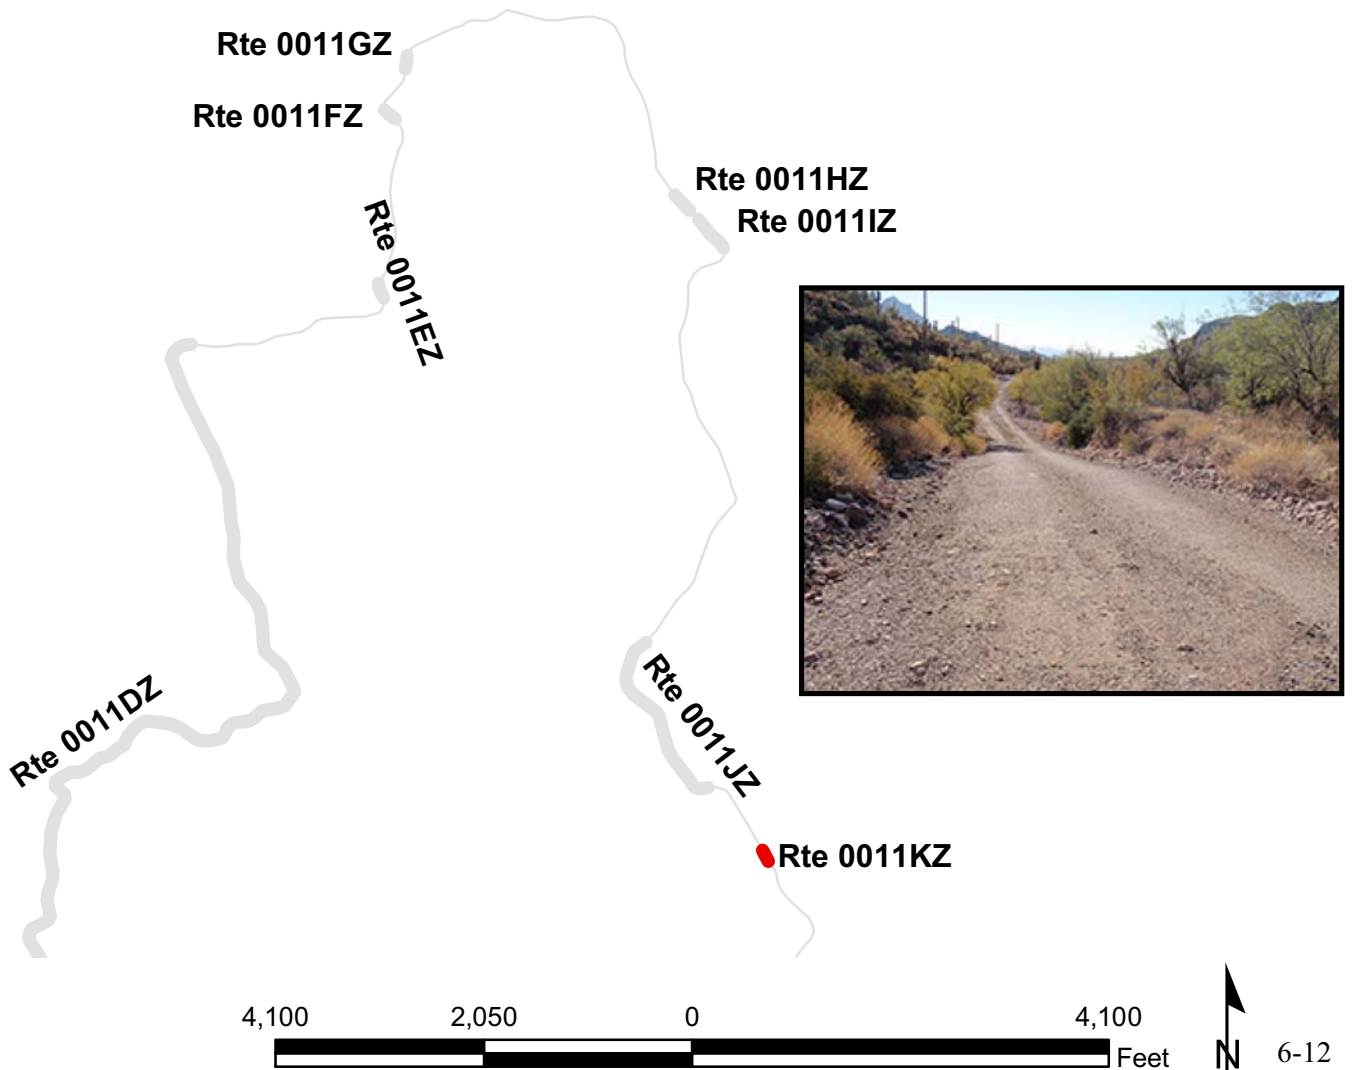 Rte 0011GZ
Rte 0011FZ
Rte 0011HZ
Rte 0011IZ
Rte 0011EZ
Rte 0011DZ
Rte 0011JZ
Rte 0011KZ
4,100 2,050 0 4,100
Feet
N
6-12